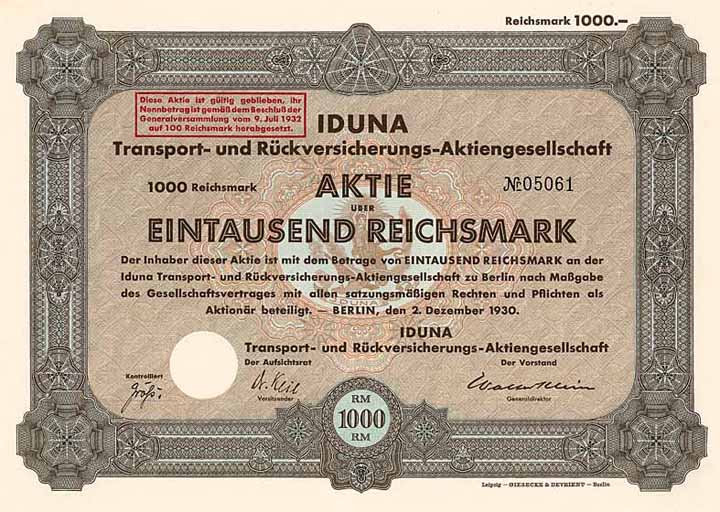 Reichsmark 1000.—
Diese Aktie ist gültig geblieben, ihr
Nennbetrag ist gemäß dem Beschluß der
Generalversammlung vom 9. Juli 1932
auf 100 Reichsmark herabgesetzt.
IDUNA
Transport- und Rückversicherungs-Aktiengesellschaft
1000 Reichsmark
AKTIE
№ 05061
ÜBER
EINTAUSEND REICHSMARK
Der Inhaber dieser Aktie ist mit dem Betrage von EINTAUSEND REICHSMARK an der
Iduna Transport- und Rückversicherungs-Aktiengesellschaft zu Berlin nach Maßgabe
des Gesellschaftsvertrages mit allen satzungsmäßigen Rechten und Pflichten als
Aktionär beteiligt. — BERLIN, den 2. Dezember 1930.
IDUNA
IDUNA
Transport- und Rückversicherungs-Aktiengesellschaft
Der Aufsichtsrat
Der Vorstand
Kontrolliert
Vorsitzender
Generaldirektor
RM
1000
RM
Leipzig — GIESECKE & DEVRIENT — Berlin